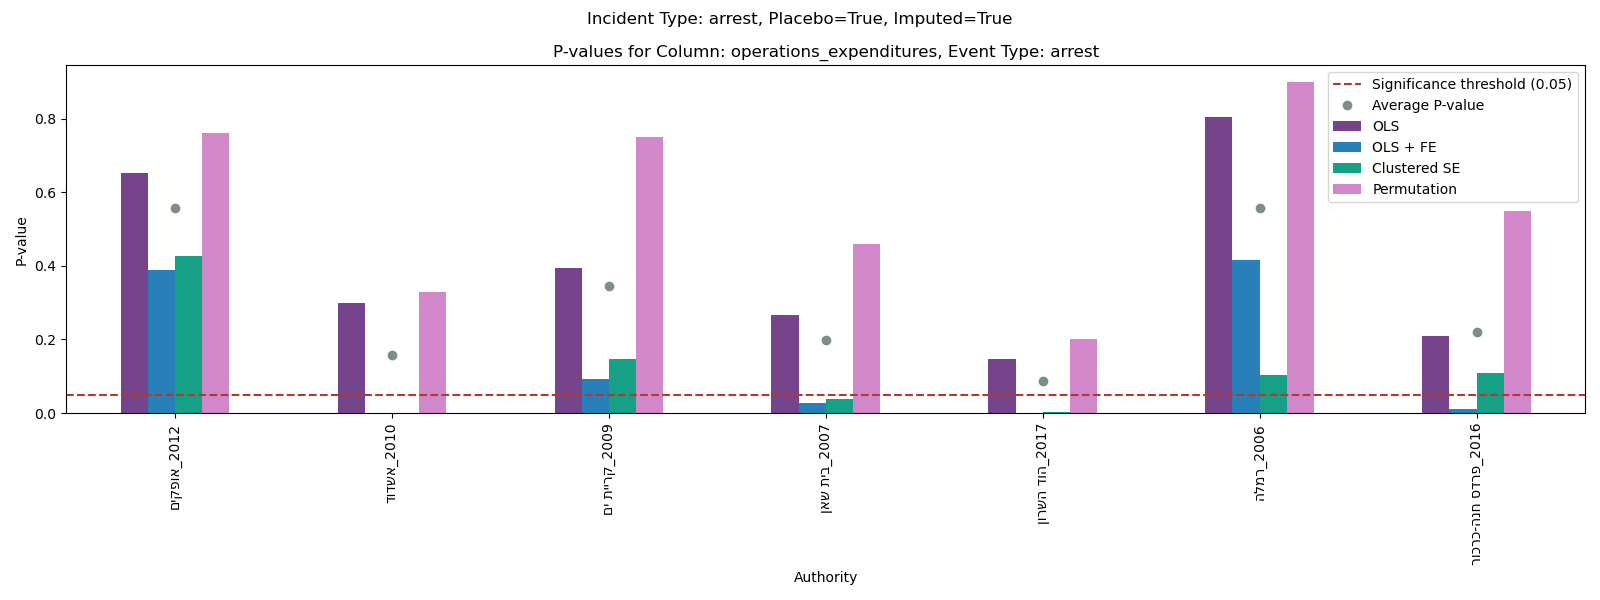 Incident Type: arrest, Placebo=True, Imputed=True
P-values for Column: operations_expenditures, Event Type: arrest
Significance threshold (0.05)
Average P-value
OLS
OLS + FE
Clustered SE
Permutation
P-value
0.8
0.6
0.4
0.2
0.0
אופקים_2012
אשדוד_2010
קריית ים_2009
בית שאן_2007
הוד השרון_2017
רמלה_2006
פרדס חנה-כרכור_2016
Authority